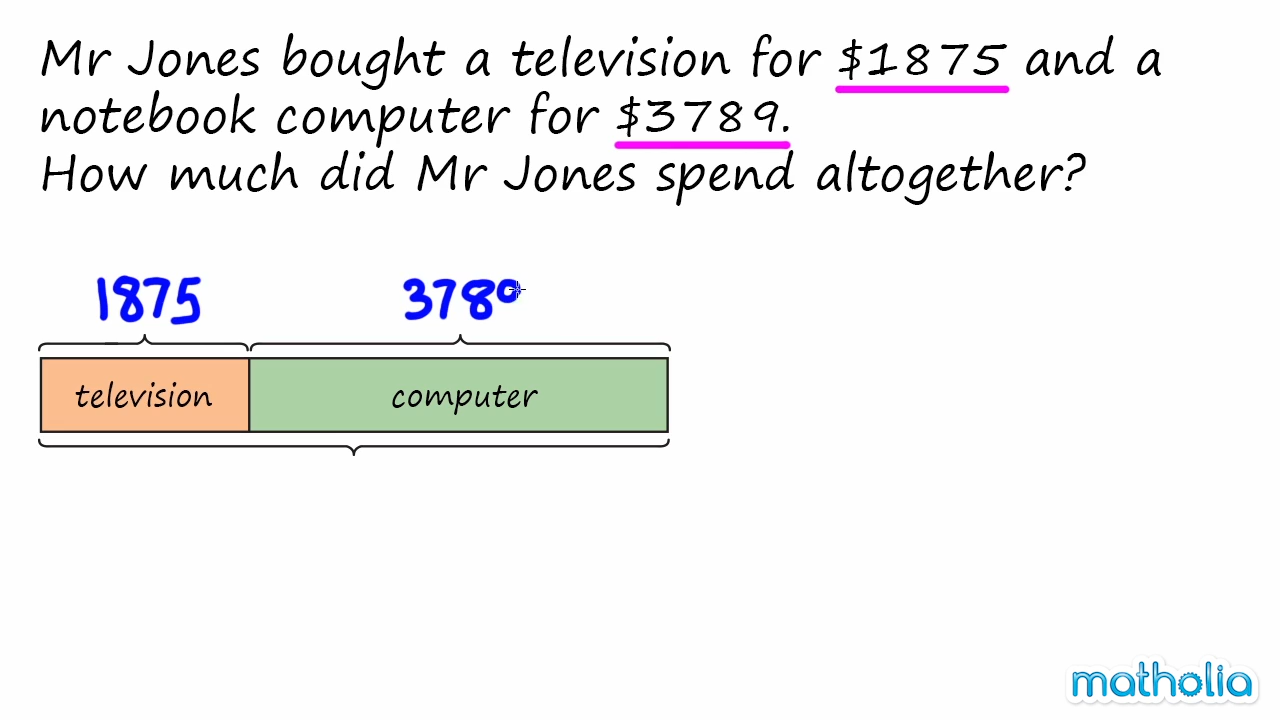 Mr Jones bought a television for $1875 and a
notebook computer for $3789.
How much did Mr Jones spend altogether?
1875 378
television computer
matholia